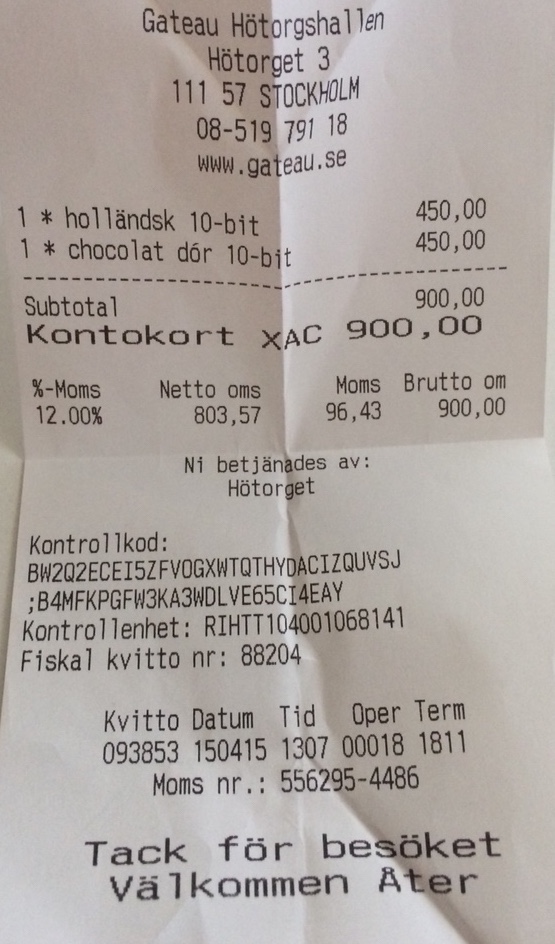 Gateau Hötorgshallen
Hötorget 3
111 57 STOCKHOLM
08-519 791 18
www.gateau.se
1 * holländsk 10-bit 450,00
1 * chocolat dór 10-bit 450,00
Subtotal 900,00
Kontokort XAC 900,00
%-Moms Netto oms Moms Brutto om
12.00% 803,57 96,43 900,00
Ni betjänades av:
Hötorget
Kontrollkod:
BW2Q2ECEI5ZFVOGXWTQTHYDACIZQUVSJ
;B4MFKPGFW3KA3WDLVE65CI4EAY
Kontrollenhet: RIHTT104001068141
Fiskal kvitto nr: 88204
Kvitto Datum Tid Oper Term
093853 150415 1307 00018 1811
Moms nr.: 556295-4486
Tack för besöket
Välkommen Åter